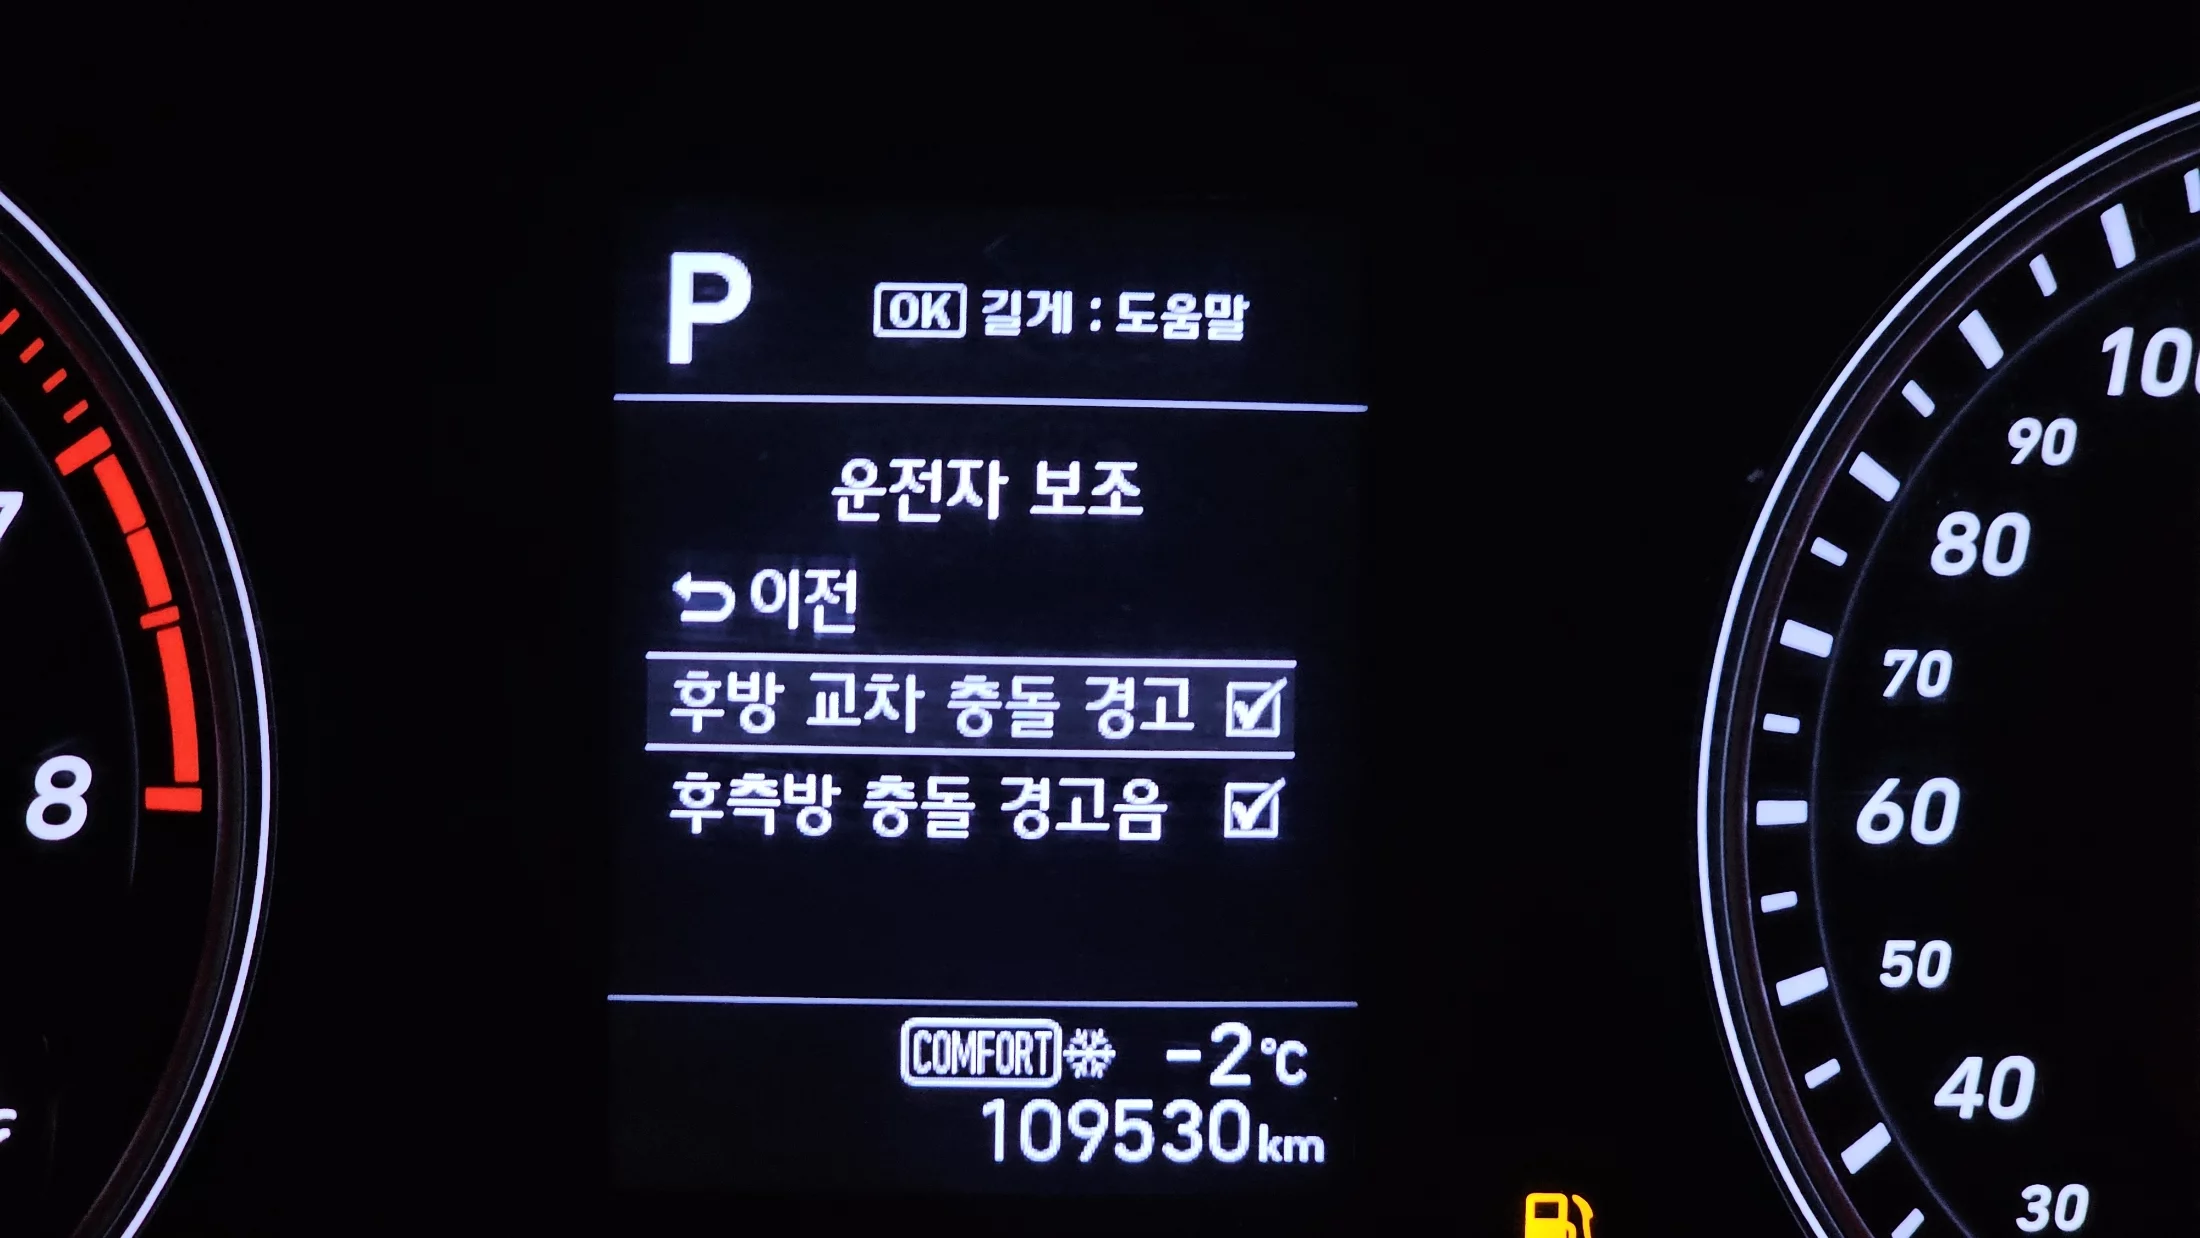 P
OK 길게 : 도움말
운전자 보조
이전
후방 교차 충돌 경고
후측방 충돌 경고음
COMFORT -2°C
109530km
8
100
90
80
70
60
50
40
30